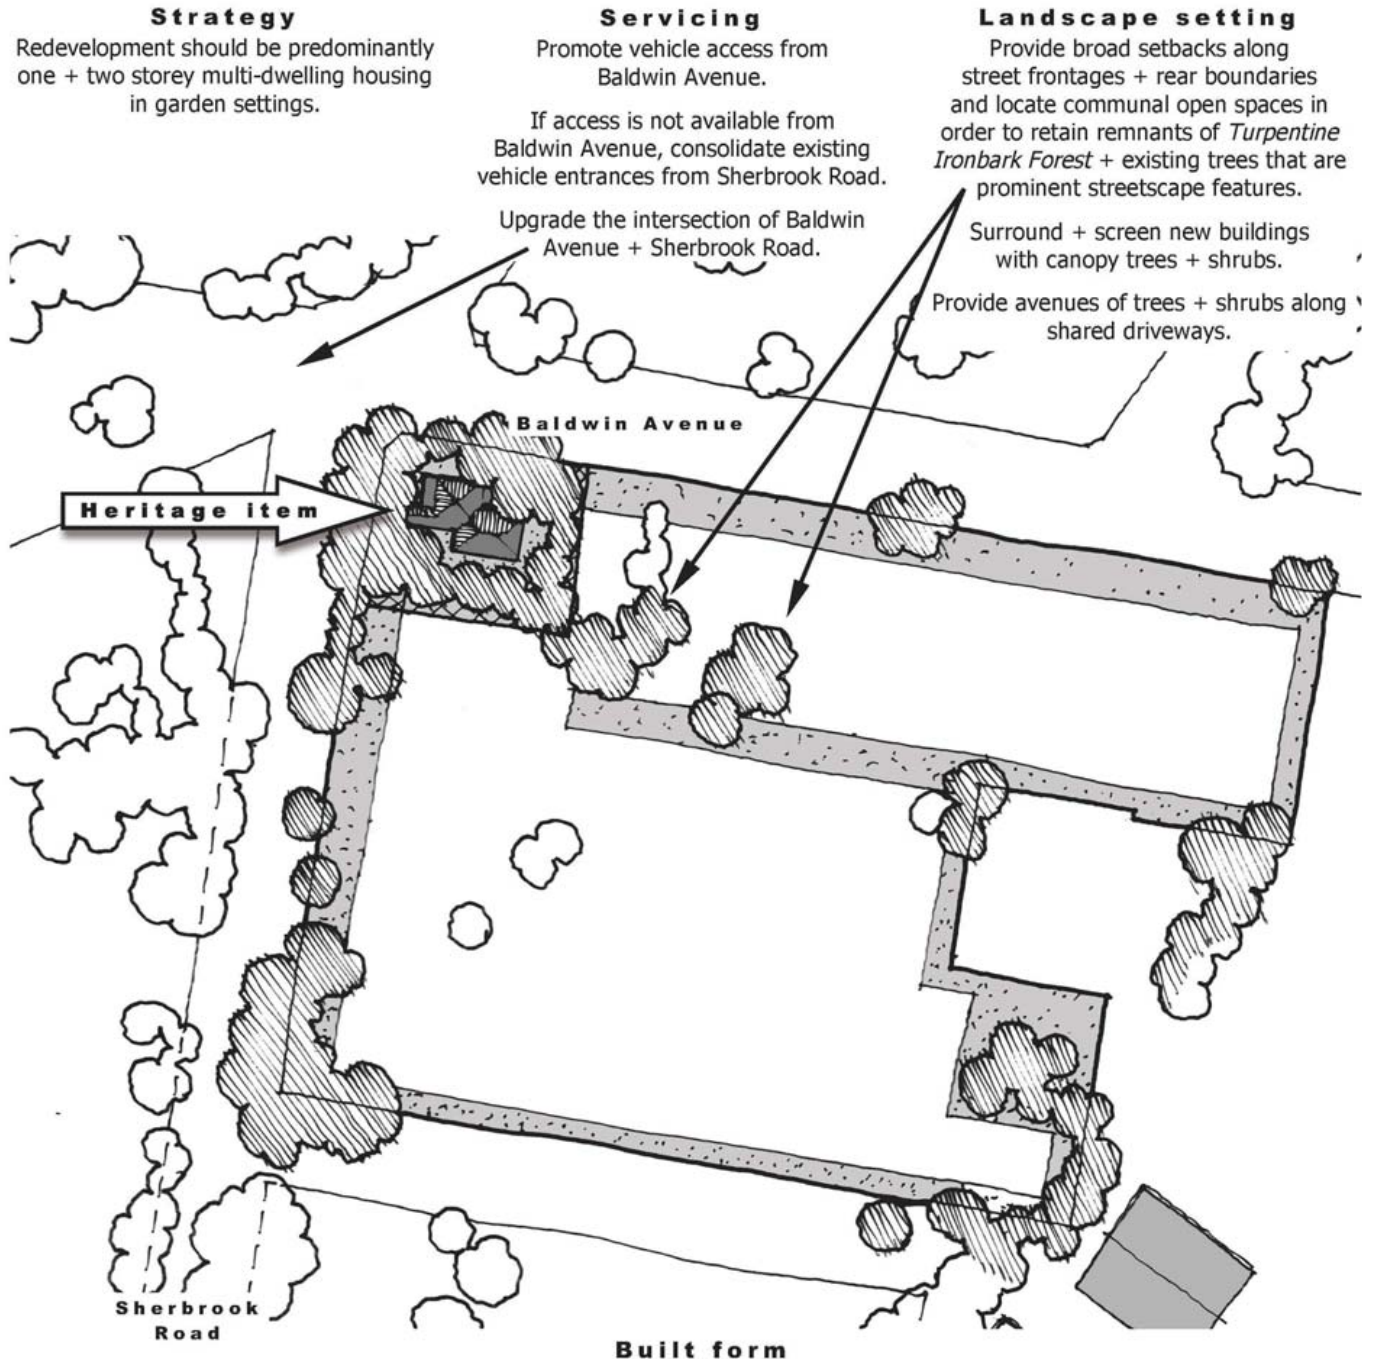 Strategy
Redevelopment should be predominantly
one + two storey multi-dwelling housing
in garden settings.
Servicing
Promote vehicle access from
Baldwin Avenue.
If access is not available from
Baldwin Avenue, consolidate existing
vehicle entrances from Sherbrook Road.
Upgrade the intersection of Baldwin
Avenue + Sherbrook Road.
Landscape setting
Provide broad setbacks along
street frontages + rear boundaries
and locate communal open spaces in
order to retain remnants of Turpentine
Ironbark Forest + existing trees that are
prominent streetscape features.
Surround + screen new buildings
with canopy trees + shrubs.
Provide avenues of trees + shrubs along
shared driveways.
Baldwin Avenue
Heritage item
Sherbrook
Road
Built form